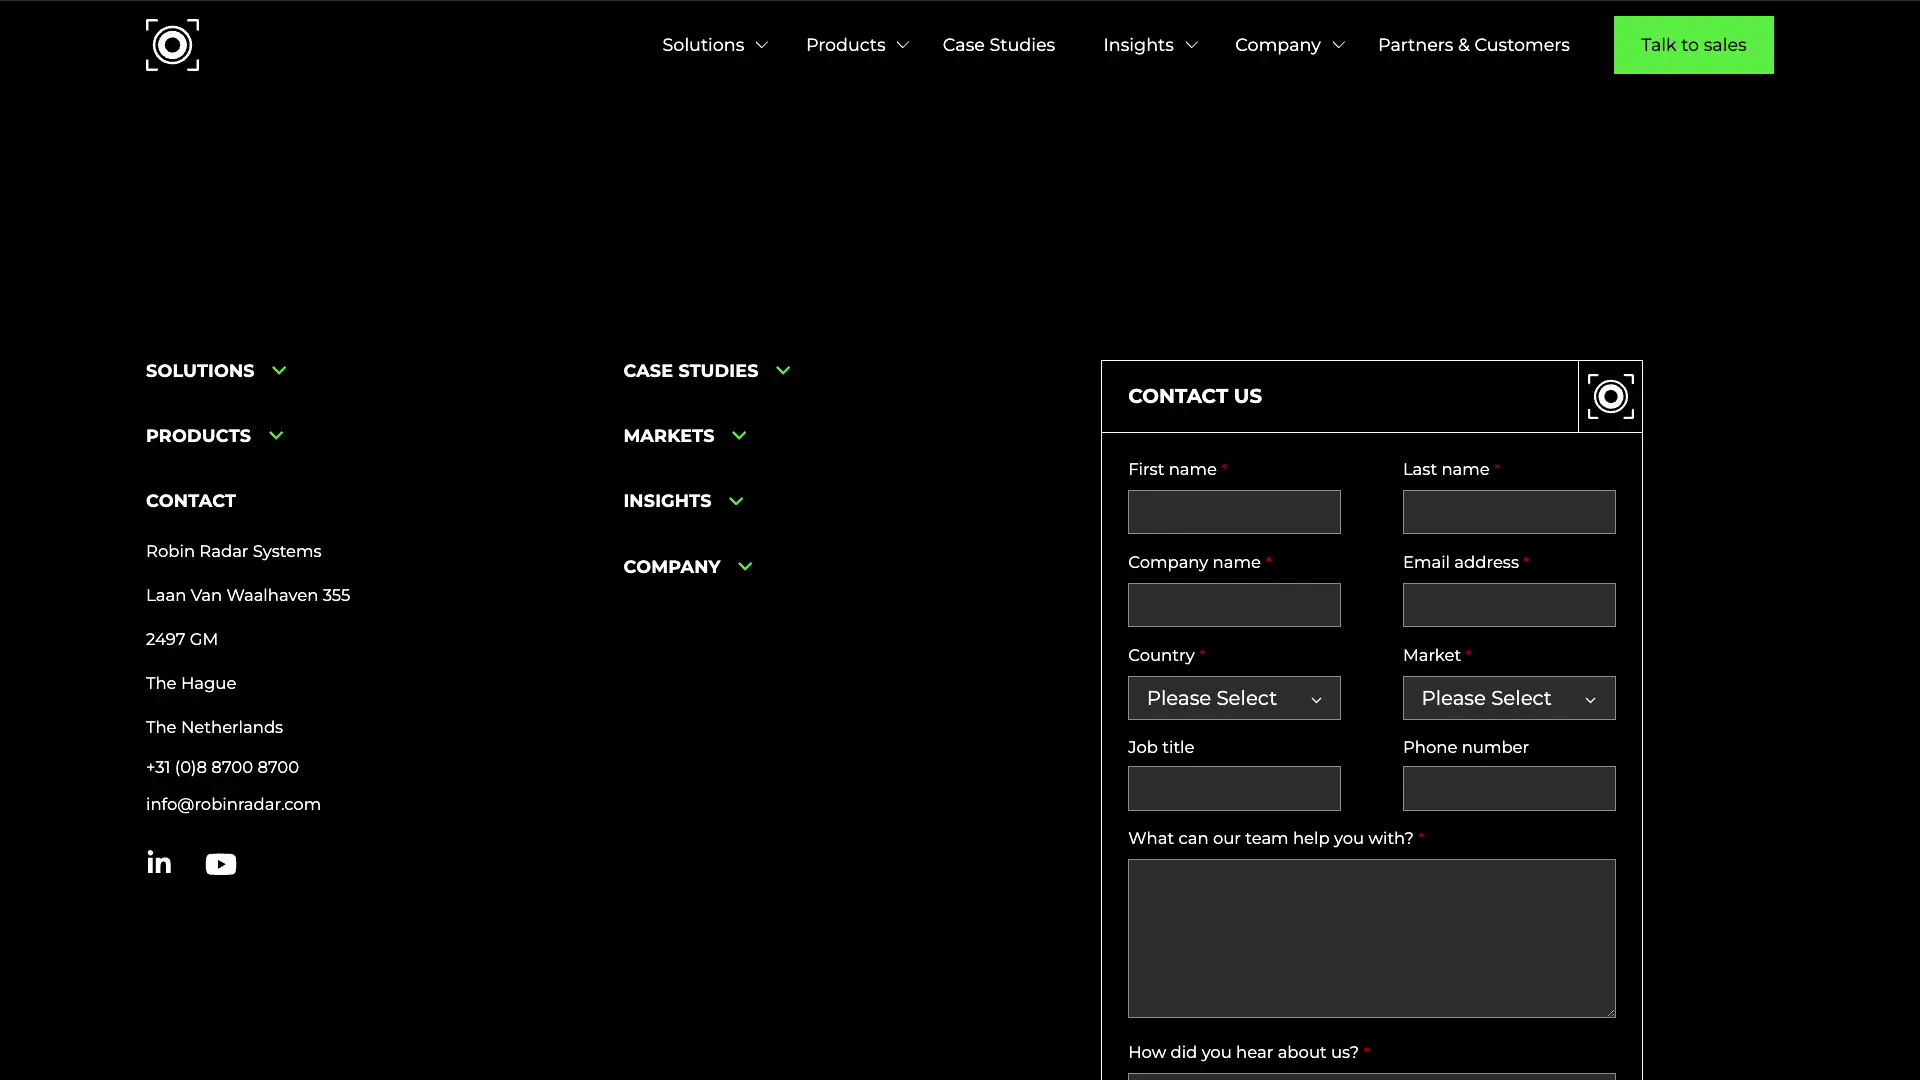 Solutions
Products
Case Studies
Insights
Company
Partners & Customers
Talk to sales
SOLUTIONS
PRODUCTS
CONTACT
Robin Radar Systems
Laan Van Waalhaven 355
2497 GM
The Hague
The Netherlands
+31 (0)8 8700 8700
info@robinradar.com
in
CASE STUDIES
MARKETS
INSIGHTS
COMPANY
CONTACT US
First name *
Last name *
Company name *
Email address *
Country *
Market *
Please Select
Please Select
Job title
Phone number
What can our team help you with? *
How did you hear about us? *